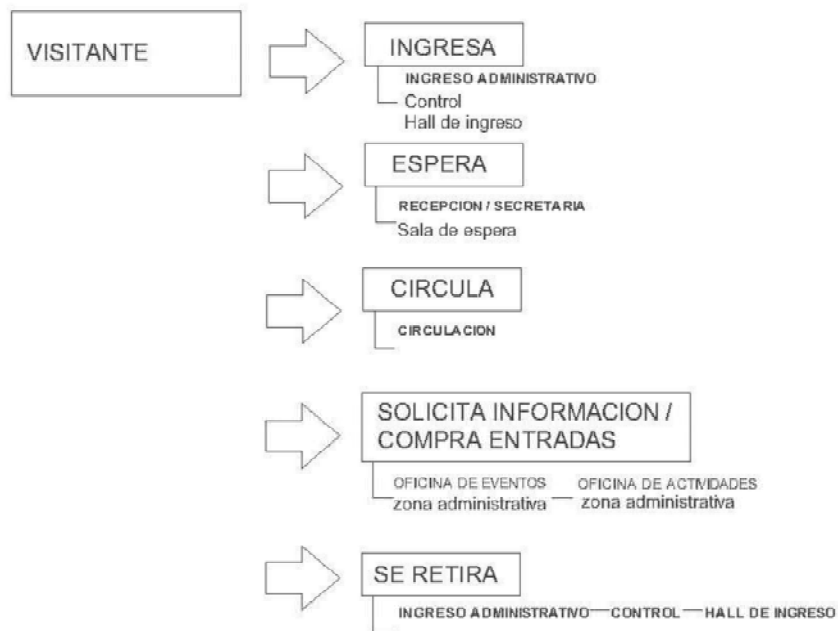 VISITANTE
INGRESA
INGRESO ADMINISTRATIVO
Control
Hall de ingreso
ESPERA
RECEPCION / SECRETARIA
Sala de espera
CIRCULA
CIRCULACION
SOLICITA INFORMACION /
COMPRA ENTRADAS
OFICINA DE EVENTOS OFICINA DE ACTIVIDADES
zona administrativa zona administrativa
SE RETIRA
INGRESO ADMINISTRATIVO CONTROL HALL DE INGRESO